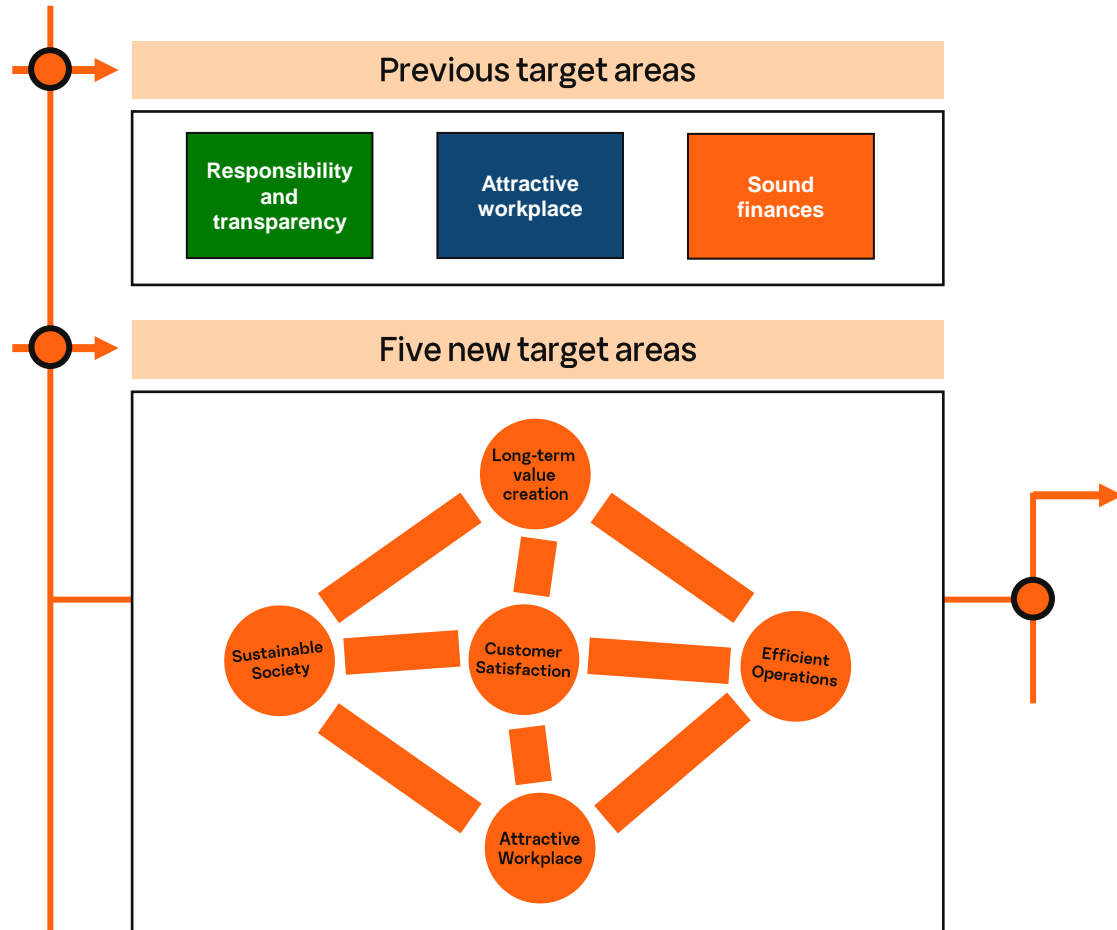 Previous target areas
Responsibility
and
transparency
Attractive
workplace
Sound
finances
Five new target areas
Long-term
value
creation
Sustainable
Society
Customer
Satisfaction
Efficient
Operations
Attractive
Workplace